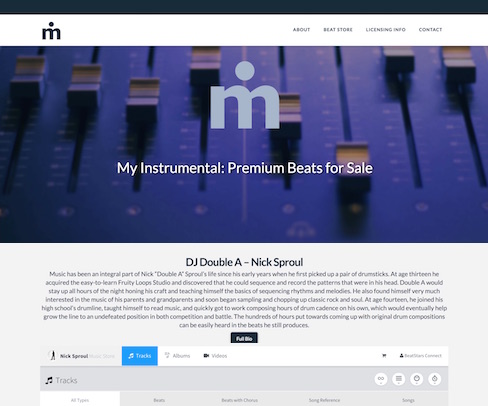 m
ABOUT BEAT STORE LICENSING INFO CONTACT
m
My Instrumental: Premium Beats for Sale
DJ Double A – Nick Sproul
Music has been an integral part of Nick “Double A” Sproul’s life since his early years when he first picked up a pair of drumsticks. At age thirteen he
acquired the easy-to-learn Fruity Loops Studio and discovered that he could sequence and record the patterns that were in his head. Double A would
stay up all hours of the night honing his craft and teaching himself the basics of sequencing rhythms and melodies. He also found himself very much
interested in the music of his parents and grandparents and soon began sampling and chopping up classic rock and soul. At age fourteen, he joined his
high school’s drumline, taught himself to read music, and quickly got to work composing hours of drum cadence on his own, which would eventually help
grow the line to an undefeated position in both competition and battle. The hundreds of hours put towards coming up with original drum compositions
can be easily heard in the beats he still produces.
Full Bio
Nick Sproul Beat Store Tracks Albums Videos BeatStars Connect
Tracks
All Types Beats Beats with Chorus Song Reference Songs